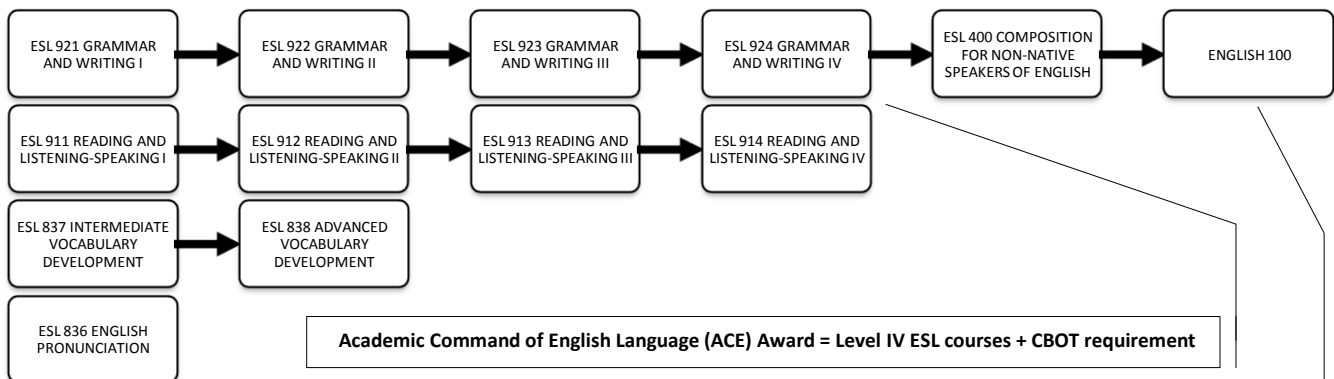 ESL 921 GRAMMAR
AND WRITING I
ESL 922 GRAMMAR
AND WRITING II
ESL 923 GRAMMAR
AND WRITING III
ESL 924 GRAMMAR
AND WRITING IV
ESL 400 COMPOSITION
FOR NON-NATIVE
SPEAKERS OF ENGLISH
ENGLISH 100
ESL 911 READING AND
LISTENING-SPEAKING I
ESL 912 READING AND
LISTENING-SPEAKING II
ESL 913 READING AND
LISTENING-SPEAKING III
ESL 914 READING AND
LISTENING-SPEAKING IV
ESL 837 INTERMEDIATE
VOCABULARY
DEVELOPMENT
ESL 838 ADVANCED
VOCABULARY
DEVELOPMENT
ESL 836 ENGLISH
PRONUNCIATION
Academic Command of English Language (ACE) Award = Level IV ESL courses + CBOT requirement